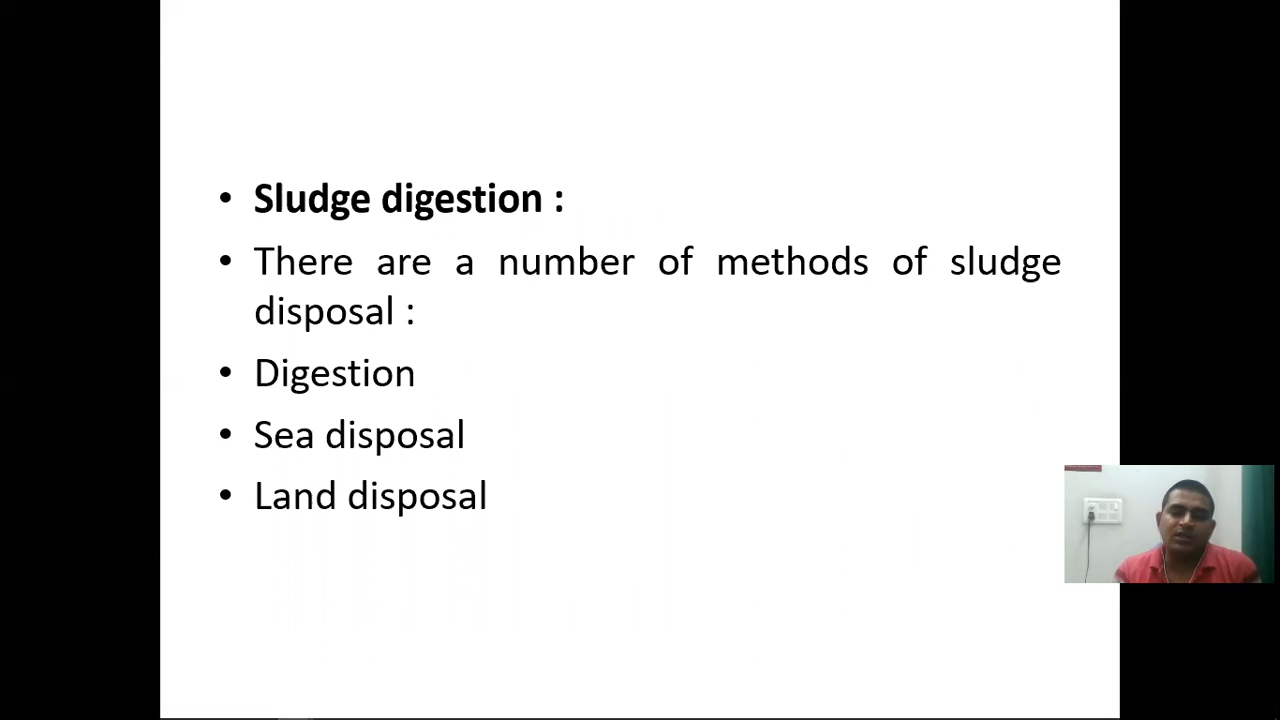 • Sludge digestion :
• There are a number of methods of sludge
disposal :
• Digestion
• Sea disposal
• Land disposal